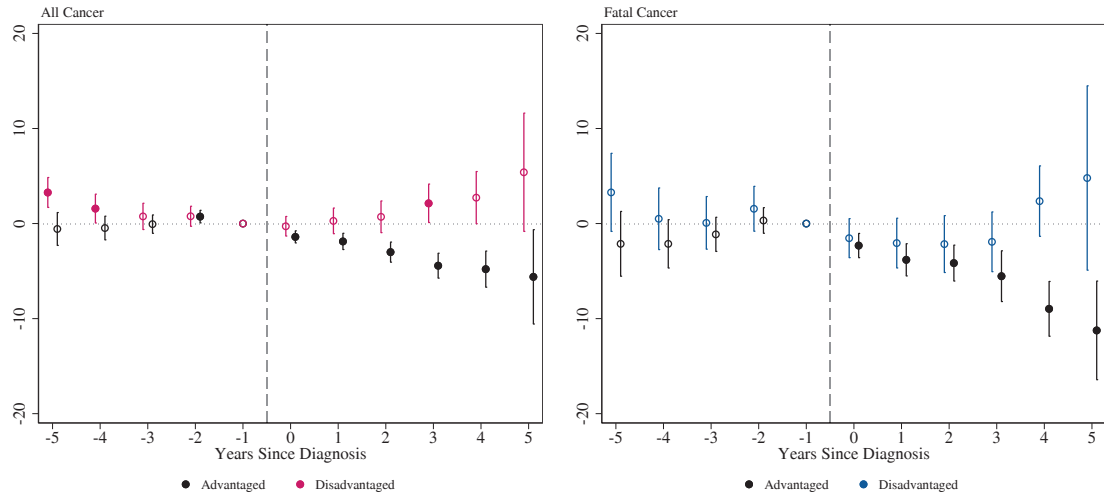 All Cancer
20
10
0
-10
-20
-5 -4 -3 -2 -1 0 1 2 3 4 5
Years Since Diagnosis
Advantaged Disadvantaged
Fatal Cancer
20
10
0
-10
-20
-5 -4 -3 -2 -1 0 1 2 3 4 5
Years Since Diagnosis
Advantaged Disadvantaged